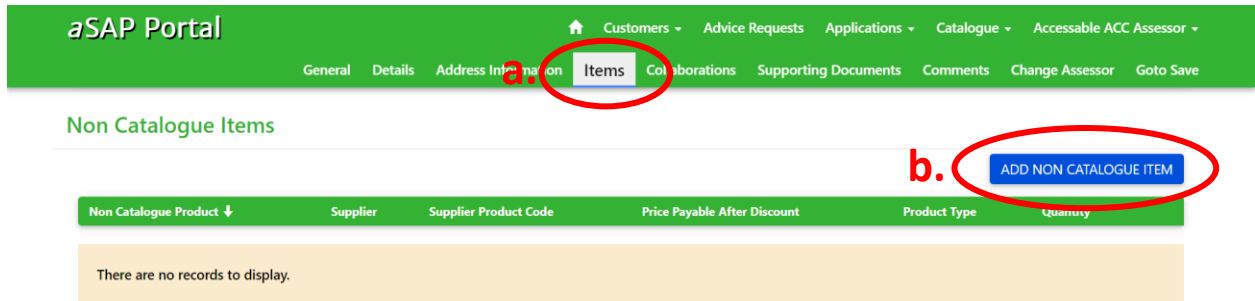 aSAP Portal
Customers Advice Requests Applications Catalogue Accessable ACC Assessor
General Details Address Information Items Collaborations Supporting Documents Comments Change Assessor Goto Save
a.
Non Catalogue Items
b.
ADD NON CATALOGUE ITEM
Non Catalogue Product Supplier Supplier Product Code Price Payable After Discount Product Type Quantity
There are no records to display.